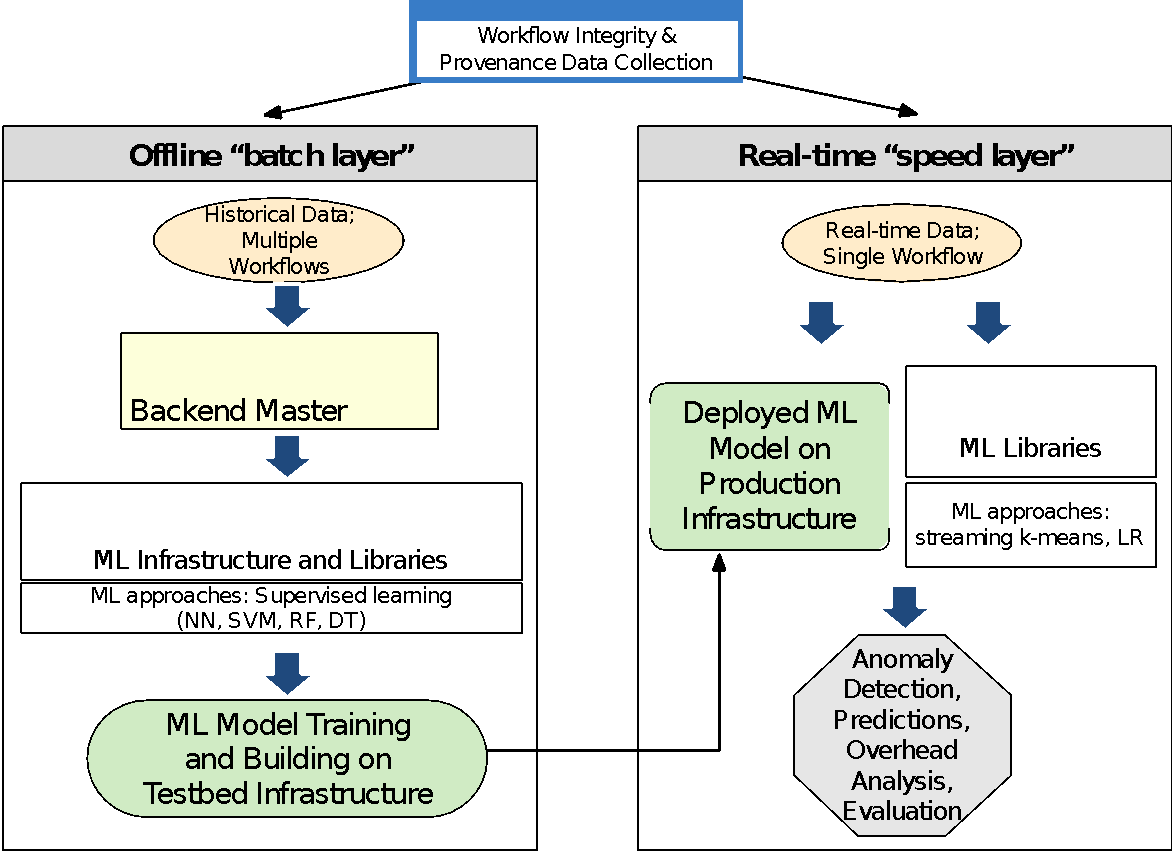 Workflow Integrity &
Provenance Data Collection
Offline “batch layer”
Historical Data;
Multiple
Workflows
Backend Master
ML Infrastructure and Libraries
ML approaches: Supervised learning
(NN, SVM, RF, DT)
ML Model Training
and Building on
Testbed Infrastructure
Real-time “speed layer”
Real-time Data;
Single Workflow
Deployed ML
Model on
Production
Infrastructure
ML Libraries
ML approaches:
streaming k-means, LR
Anomaly
Detection,
Predictions,
Overhead
Analysis,
Evaluation